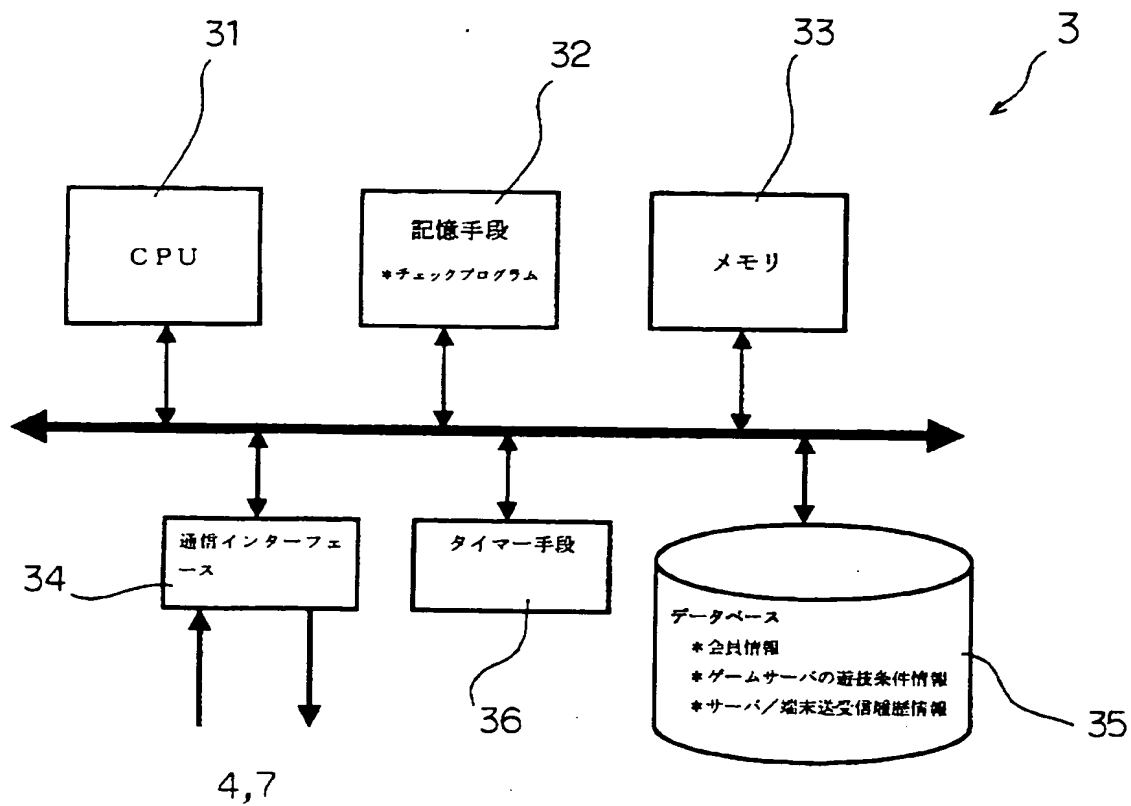 31
32
33
3
CPU
記憶手段
*チェックプログラム
メモリ
通信インターフェ
ース
タイマー手段
データベース
*会員情報
*ゲームサーバの遊技条件情報
*サーバ/端末送受信履歴情報
34
36
35
4,7